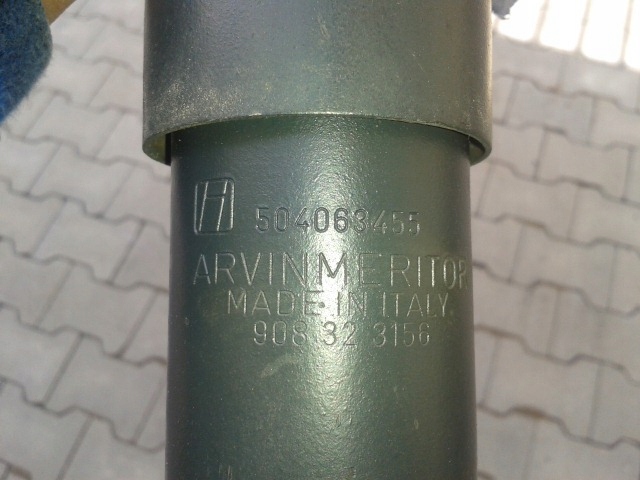 504063455
ARVINMERITOR
MADE IN ITALY.
908 32 3156